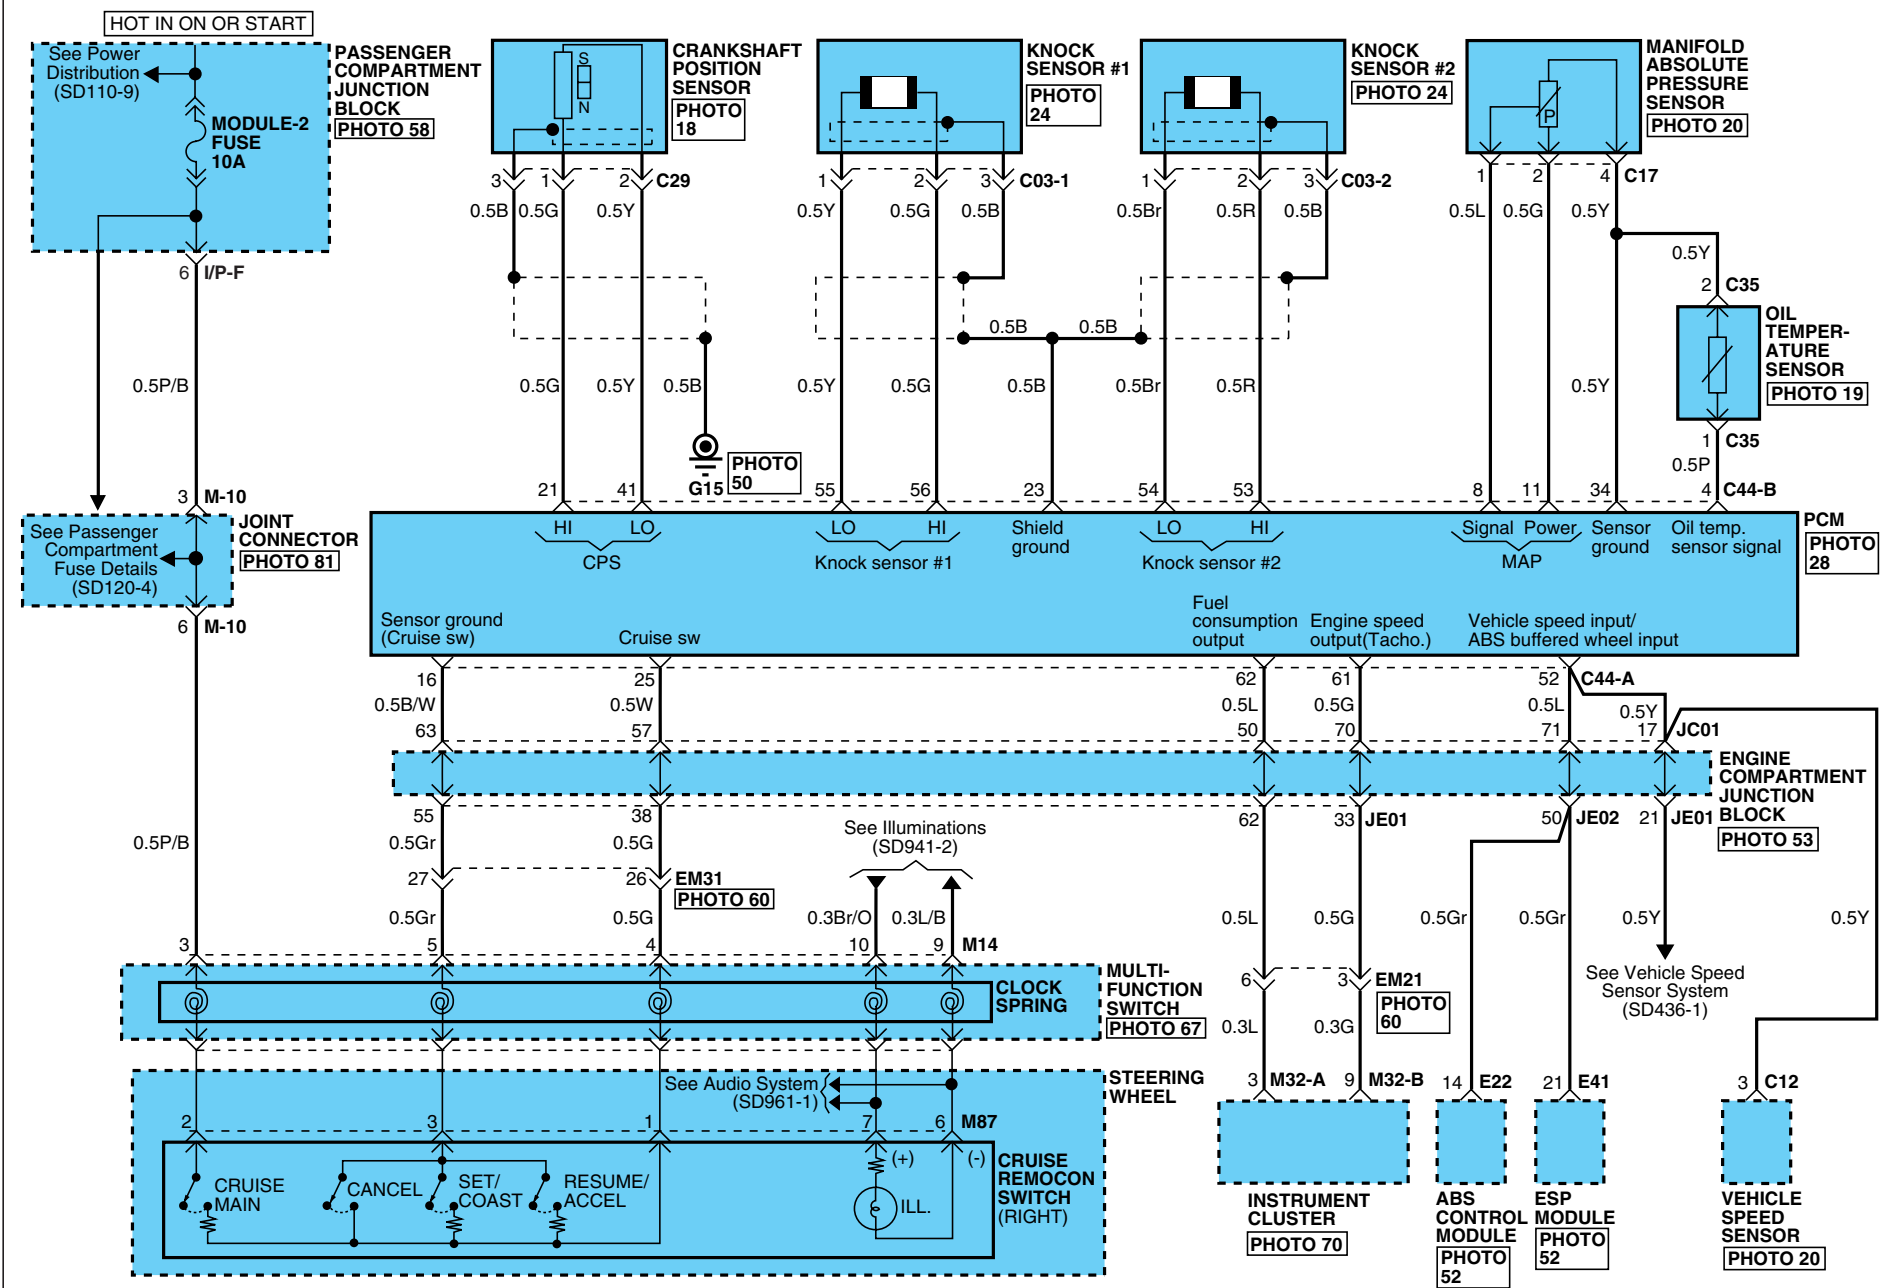 HOT IN ON OR START
See Power
Distribution
(SD110-9)
MODULE-2
FUSE
10A
PASSENGER
COMPARTMENT
JUNCTION
BLOCK
PHOTO 58
6 I/P-F
0.5P/B
3 M-10
See Passenger
Compartment
Fuse Details
(SD120-4)
JOINT
CONNECTOR
PHOTO 81
6 M-10
0.5P/B
S
N
CRANKSHAFT
POSITION
SENSOR
PHOTO
18
3 1 2 C29
0.5B 0.5G 0.5Y
0.5G 0.5Y 0.5B
G15
PHOTO
50
21 41
KNOCK
SENSOR #1
PHOTO
24
1 2 3 C03-1
0.5Y 0.5G 0.5B
0.5B 0.5B
0.5Y 0.5G 0.5B
55 56 23
KNOCK
SENSOR #2
PHOTO 24
1 2 3 C03-2
0.5Br 0.5R 0.5B
0.5Br 0.5R
54 53
P
MANIFOLD
ABSOLUTE
PRESSURE
SENSOR
PHOTO 20
1 2 4 C17
0.5L 0.5G 0.5Y
0.5Y
2 C35
OIL
TEMPER-
ATURE
SENSOR
PHOTO 19
0.5Y
1 C35
0.5P
8 11 34 4 C44-B
HI LO
CPS
LO HI
Knock sensor #1
Shield
ground
LO HI
Knock sensor #2
Signal Power
MAP
Sensor
ground
Oil temp.
sensor signal
PCM
PHOTO
28
Sensor ground
(Cruise sw)
Cruise sw
Fuel
consumption
output
Engine speed
output(Tacho.)
Vehicle speed input/
ABS buffered wheel input
16 25 62 61 52 C44-A
0.5B/W 0.5W 0.5L 0.5G 0.5L 0.5Y
63 57 50 70 71 17 JC01
ENGINE
COMPARTMENT
JUNCTION
BLOCK
PHOTO 53
55 38 62 33 JE01 50 JE02 21 JE01
0.5Gr 0.5G
See Illuminations
(SD941-2)
27 26 EM31
PHOTO 60
0.5Gr 0.5G 0.3Br/O 0.3L/B 0.5L 0.5G 0.5Gr 0.5Gr 0.5Y 0.5Y
3 5 4 10 9 M14
CLOCK
SPRING
MULTI-
FUNCTION
SWITCH
PHOTO 67
6 3 EM21
PHOTO
60
0.3L 0.3G
See Vehicle Speed
Sensor System
(SD436-1)
See Audio System
(SD961-1)
STEERING
WHEEL
2 3 1 7 6 M87
(+) (-)
CRUISE
MAIN
CANCEL
SET/
COAST
RESUME/
ACCEL
ILL.
CRUISE
REMOCON
SWITCH
(RIGHT)
3 M32-A 9 M32-B 14 E22 21 E41 3 C12
INSTRUMENT
CLUSTER
PHOTO 70
ABS
CONTROL
MODULE
PHOTO
52
ESP
MODULE
PHOTO
52
VEHICLE
SPEED
SENSOR
PHOTO 20